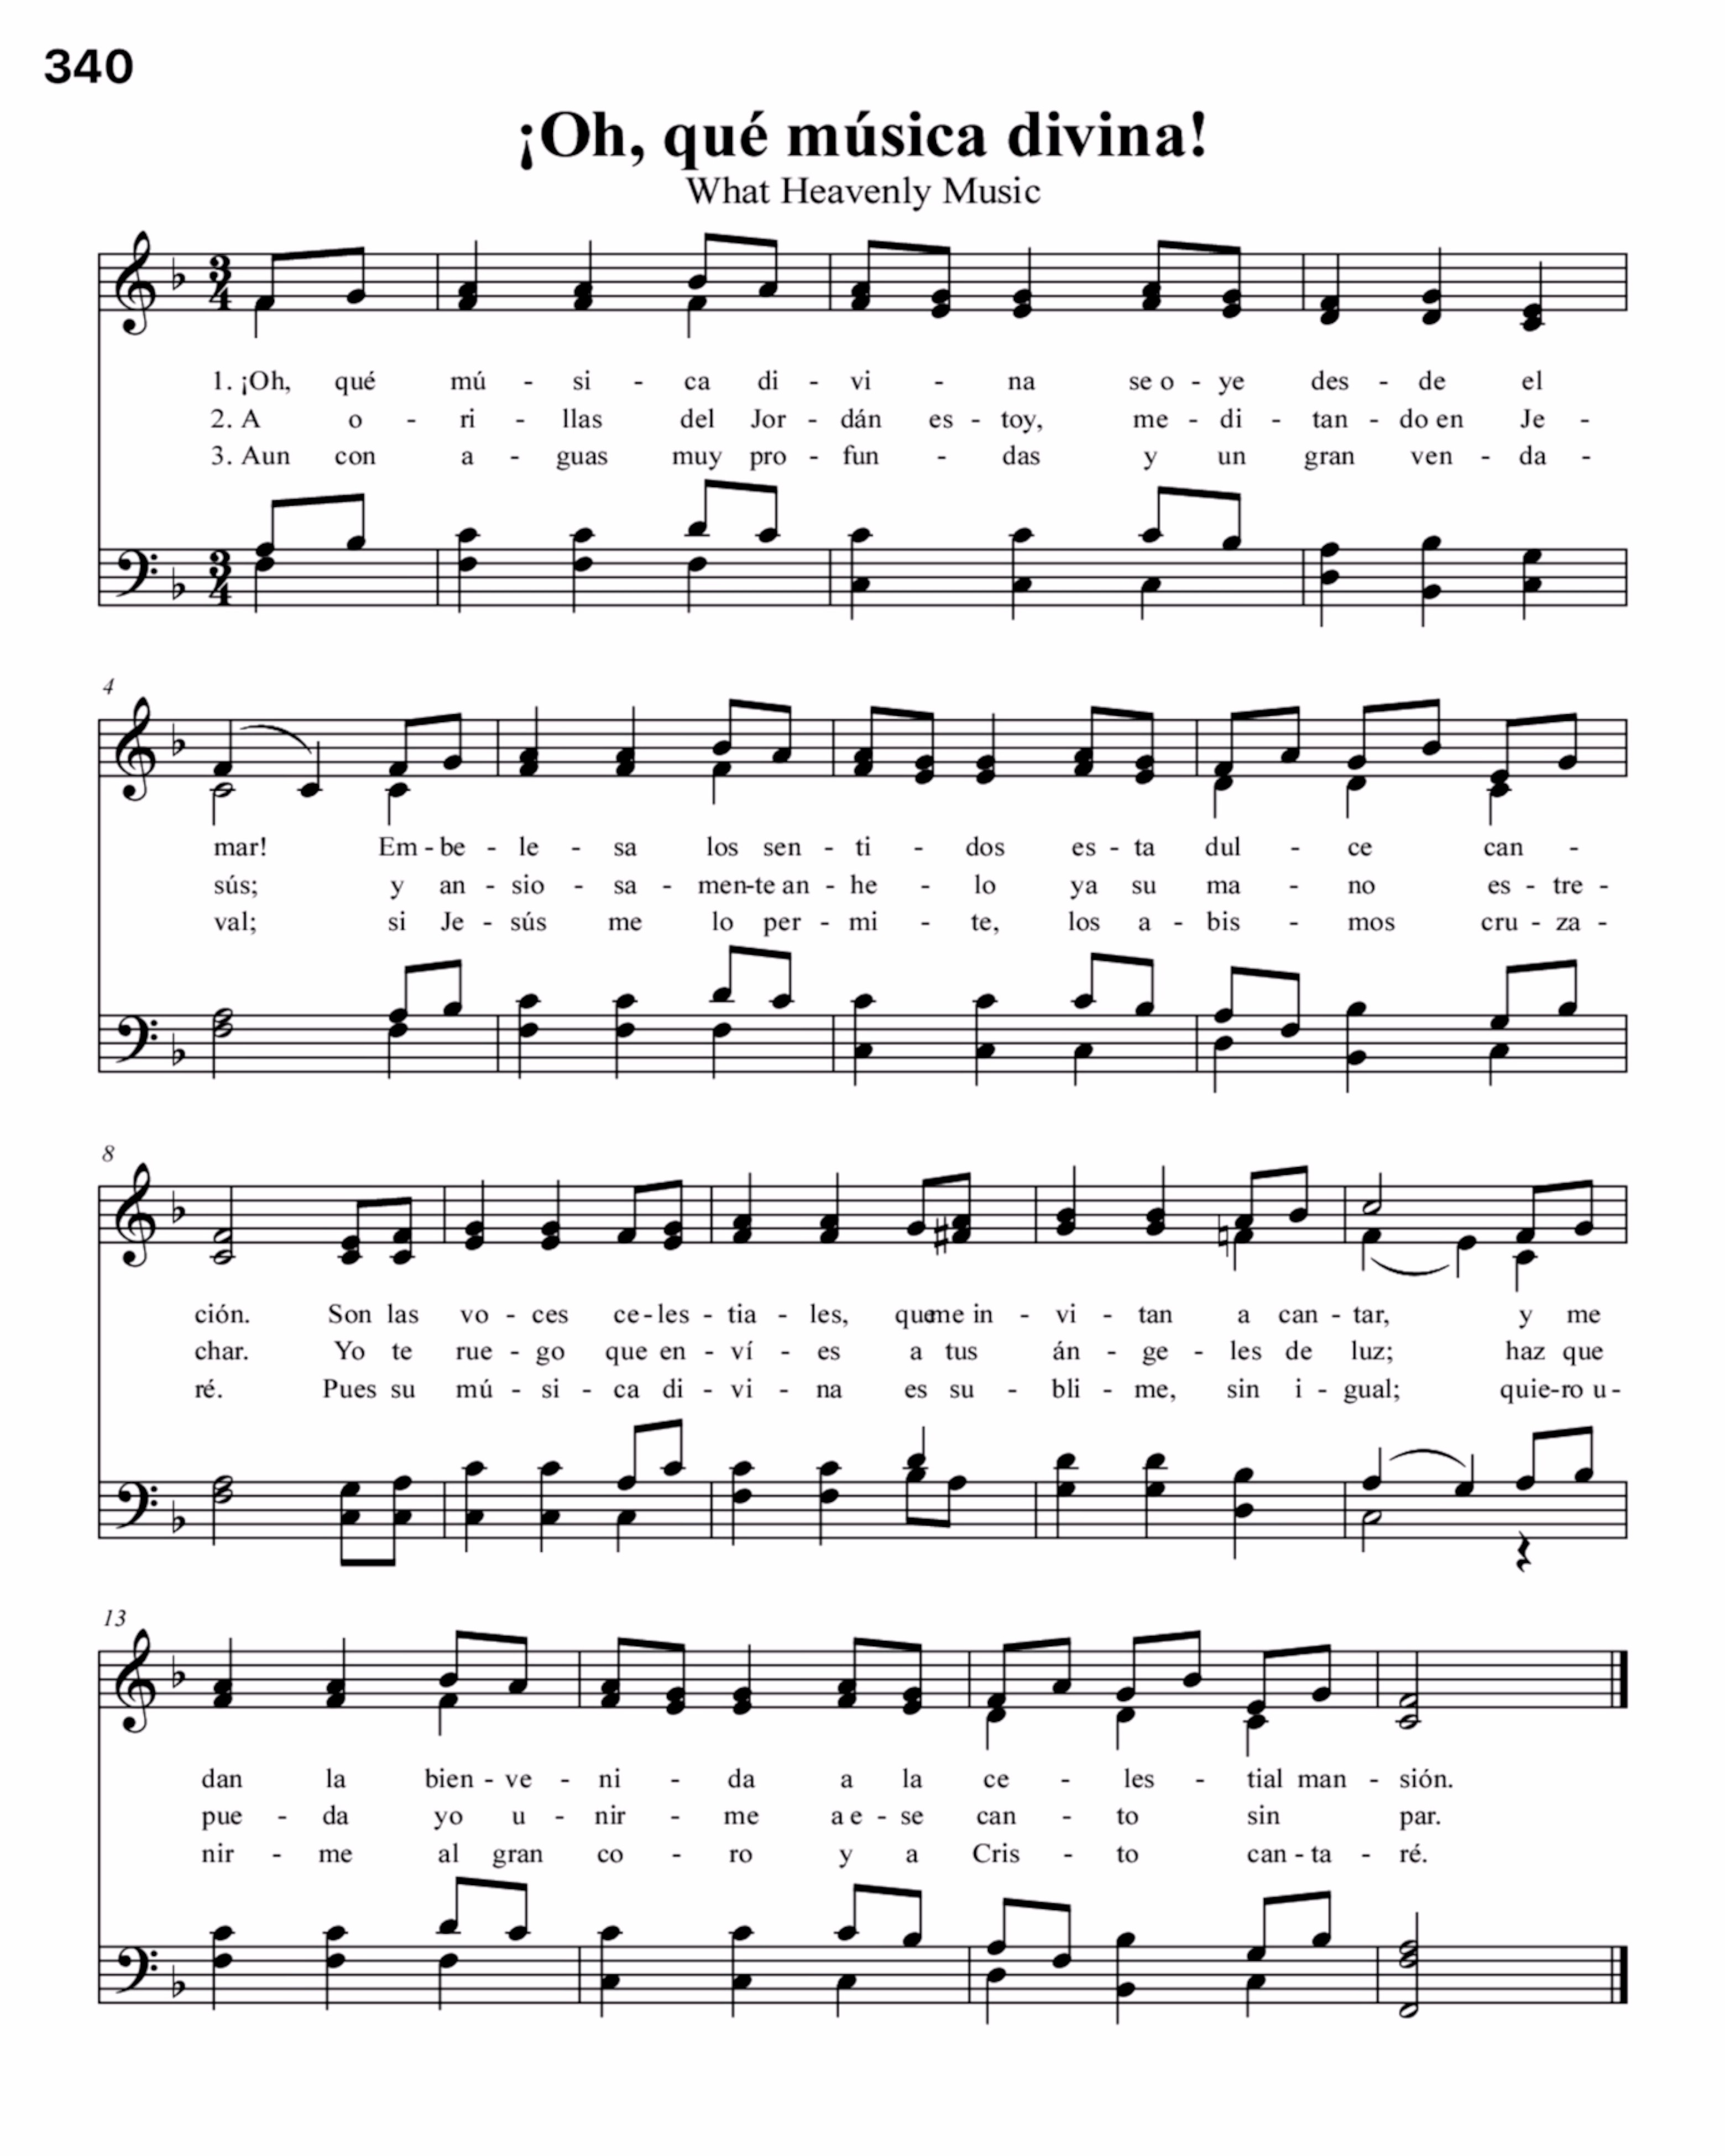 340
¡Oh, qué música divina!
What Heavenly Music
1. ¡Oh, qué mú - si - ca di - vi - na se o - ye des - de el
2. A o - ri - llas del Jor - dán es - toy, me - di - tan - do en Je -
3. Aun con a - guas muy pro - fun - das y un gran ven - da -
4
mar! Em - be - le - sa los sen - ti - dos es - ta dul - ce can -
sús; y an - sio - sa - men-te an - he - lo ya su ma - no es - tre -
val; si Je - sús me lo per - mi - te, los a - bis - mos cru - za -
8
ción. Son las vo - ces ce-les - tia - les, que me in - vi - tan a can - tar, y me
char. Yo te rue - go que en - ví - es a tus án - ge - les de luz; haz que
ré. Pues su mú - si - ca di - vi - na es su - bli - me, sin i - gual; quie-ro u-
13
dan la bien - ve - ni - da a la ce - les - tial man - sión.
pue - da yo u - nir - me a e - se can - to sin par.
nir - me al gran co - ro y a Cris - to can - ta - ré.